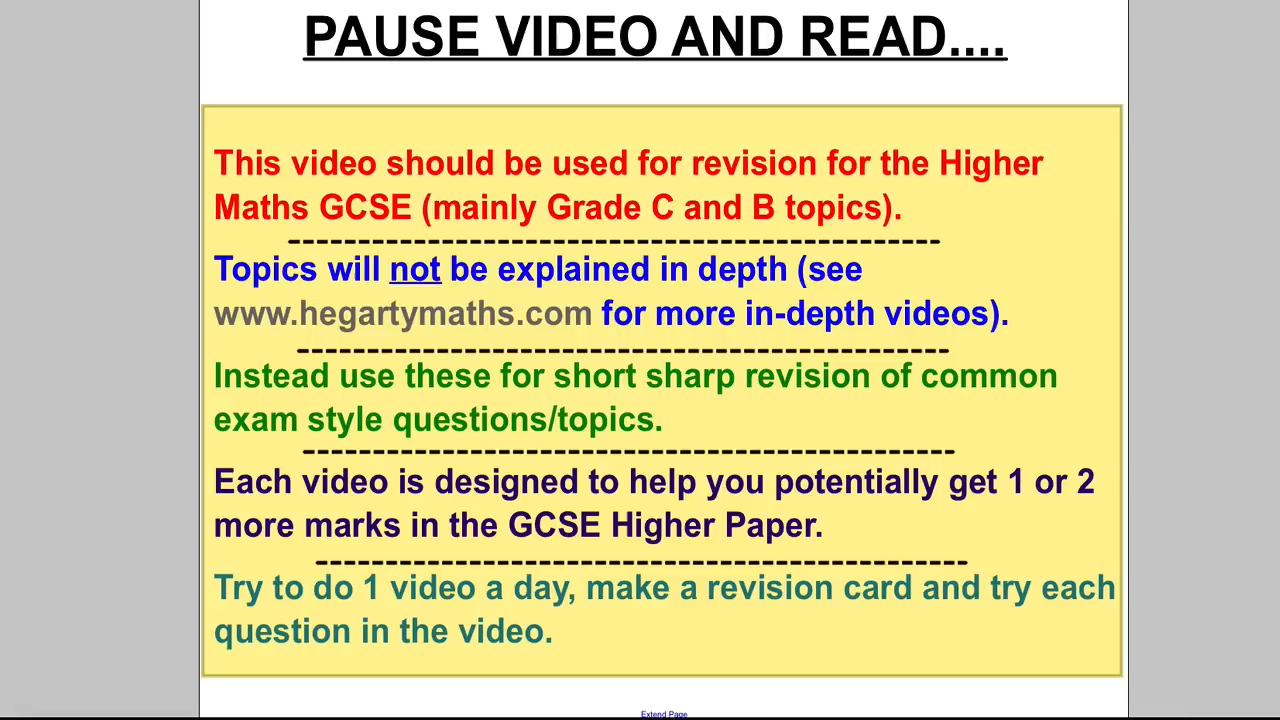 PAUSE VIDEO AND READ....
This video should be used for revision for the Higher
Maths GCSE (mainly Grade C and B topics).
Topics will not be explained in depth (see
www.hegartymaths.com for more in-depth videos).
Instead use these for short sharp revision of common
exam style questions/topics.
Each video is designed to help you potentially get 1 or 2
more marks in the GCSE Higher Paper.
Try to do 1 video a day, make a revision card and try each
question in the video.
Extend Page